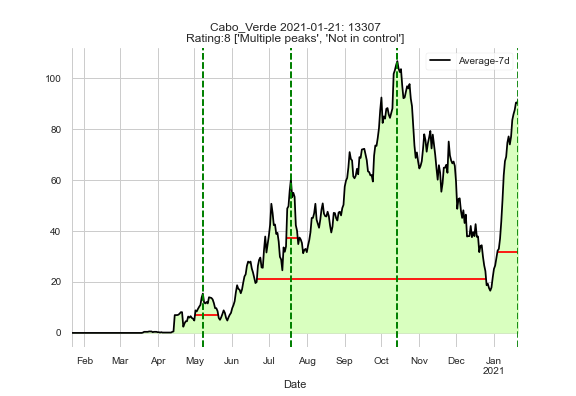 Cabo_Verde 2021-01-21: 13307
Rating:8 ['Multiple peaks', 'Not in control']
Average-7d
100
80
60
40
20
0
Feb Mar Apr May Jun Jul Aug Sep Oct Nov Dec Jan
2021
Date